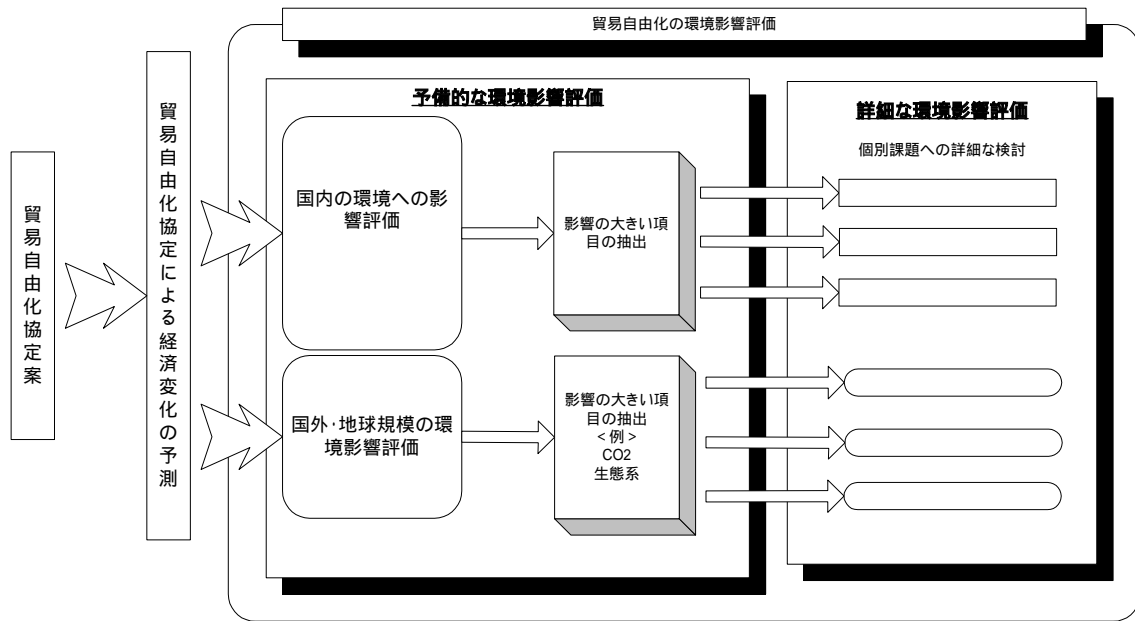 貿易自由化の環境影響評価
貿易自由化協定案
貿易自由化協定による経済変化の予測
予備的な環境影響評価
国内の環境への影
響評価
影響の大きい項
目の抽出
国外・地球規模の環
境影響評価
影響の大きい項
目の抽出
<例>
CO2
生態系
詳細な環境影響評価
個別課題への詳細な検討